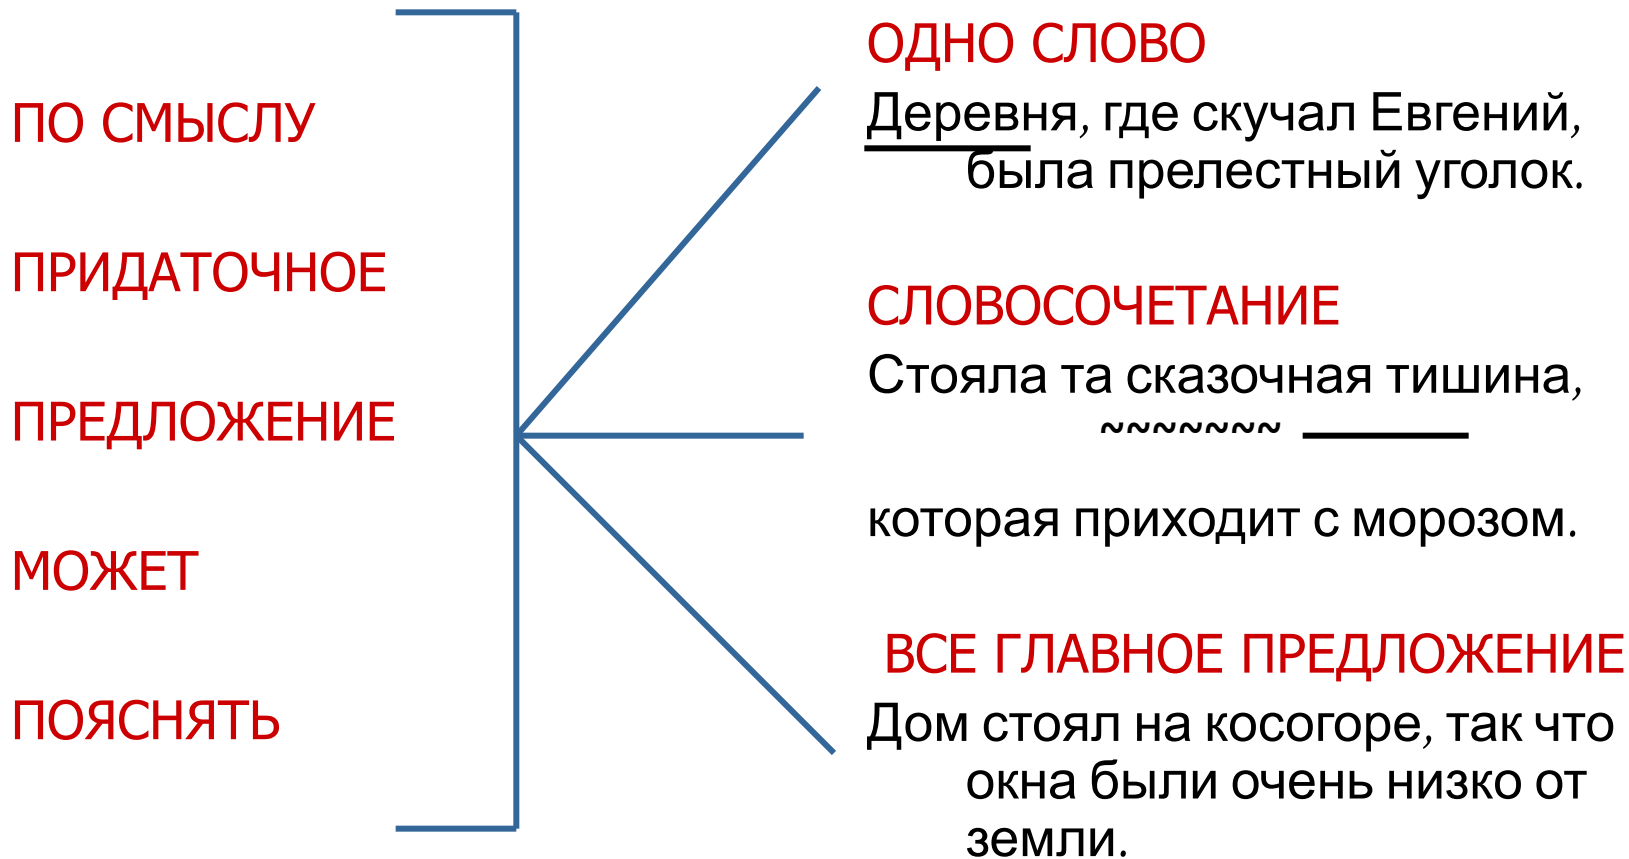 ПО СМЫСЛУ
ПРИДАТОЧНОЕ
ПРЕДЛОЖЕНИЕ
МОЖЕТ
ПОЯСНЯТЬ
ОДНО СЛОВО
Деревня, где скучал Евгений,
была прелестный уголок.
СЛОВОСОЧЕТАНИЕ
Стояла та сказочная тишина,
~~~~~~~
которая приходит с морозом.
ВСЕ ГЛАВНОЕ ПРЕДЛОЖЕНИЕ
Дом стоял на косогоре, так что
окна были очень низко от
земли.